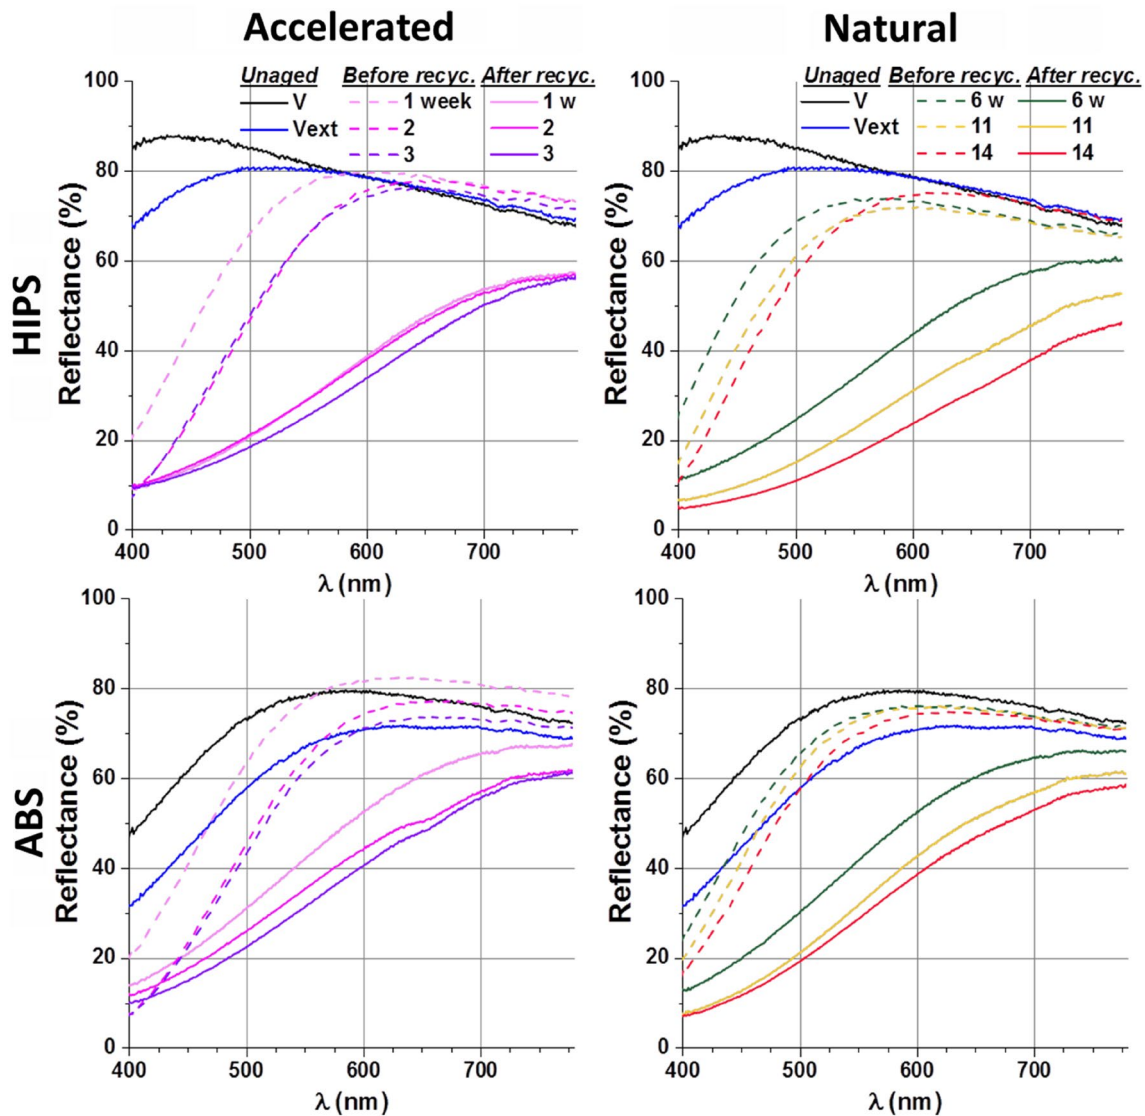 Accelerated
Natural
HIPS
Unaged Before recyc. After recyc.
V 1 week 1 w
Vext 2 2
3 3
100
80
60
40
20
0
Reflectance (%)
400 500 600 700
λ (nm)
Unaged Before recyc. After recyc.
V 6 w 6 w
Vext 11 11
14 14
100
80
60
40
20
0
Reflectance (%)
400 500 600 700
λ (nm)
ABS
100
80
60
40
20
0
Reflectance (%)
400 500 600 700
λ (nm)
100
80
60
40
20
0
Reflectance (%)
400 500 600 700
λ (nm)